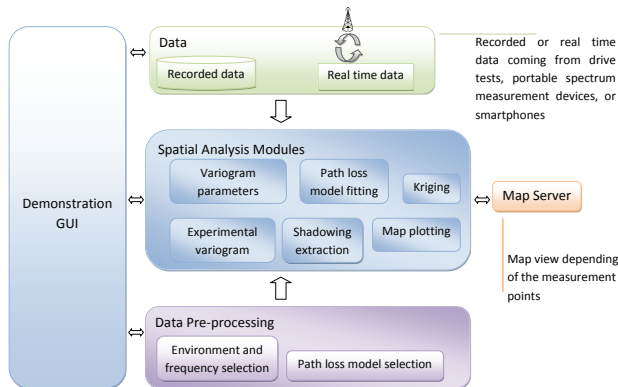 Data
Recorded data
Real time data
Recorded or real time
data coming from drive
tests, portable spectrum
measurement devices, or
smartphones
Demonstration
GUI
Spatial Analysis Modules
Variogram
parameters
Path loss
model fitting
Kriging
Experimental
variogram
Shadowing
extraction
Map plotting
Map Server
Map view depending
of the measurement
points
Data Pre-processing
Environment and
frequency selection
Path loss model selection